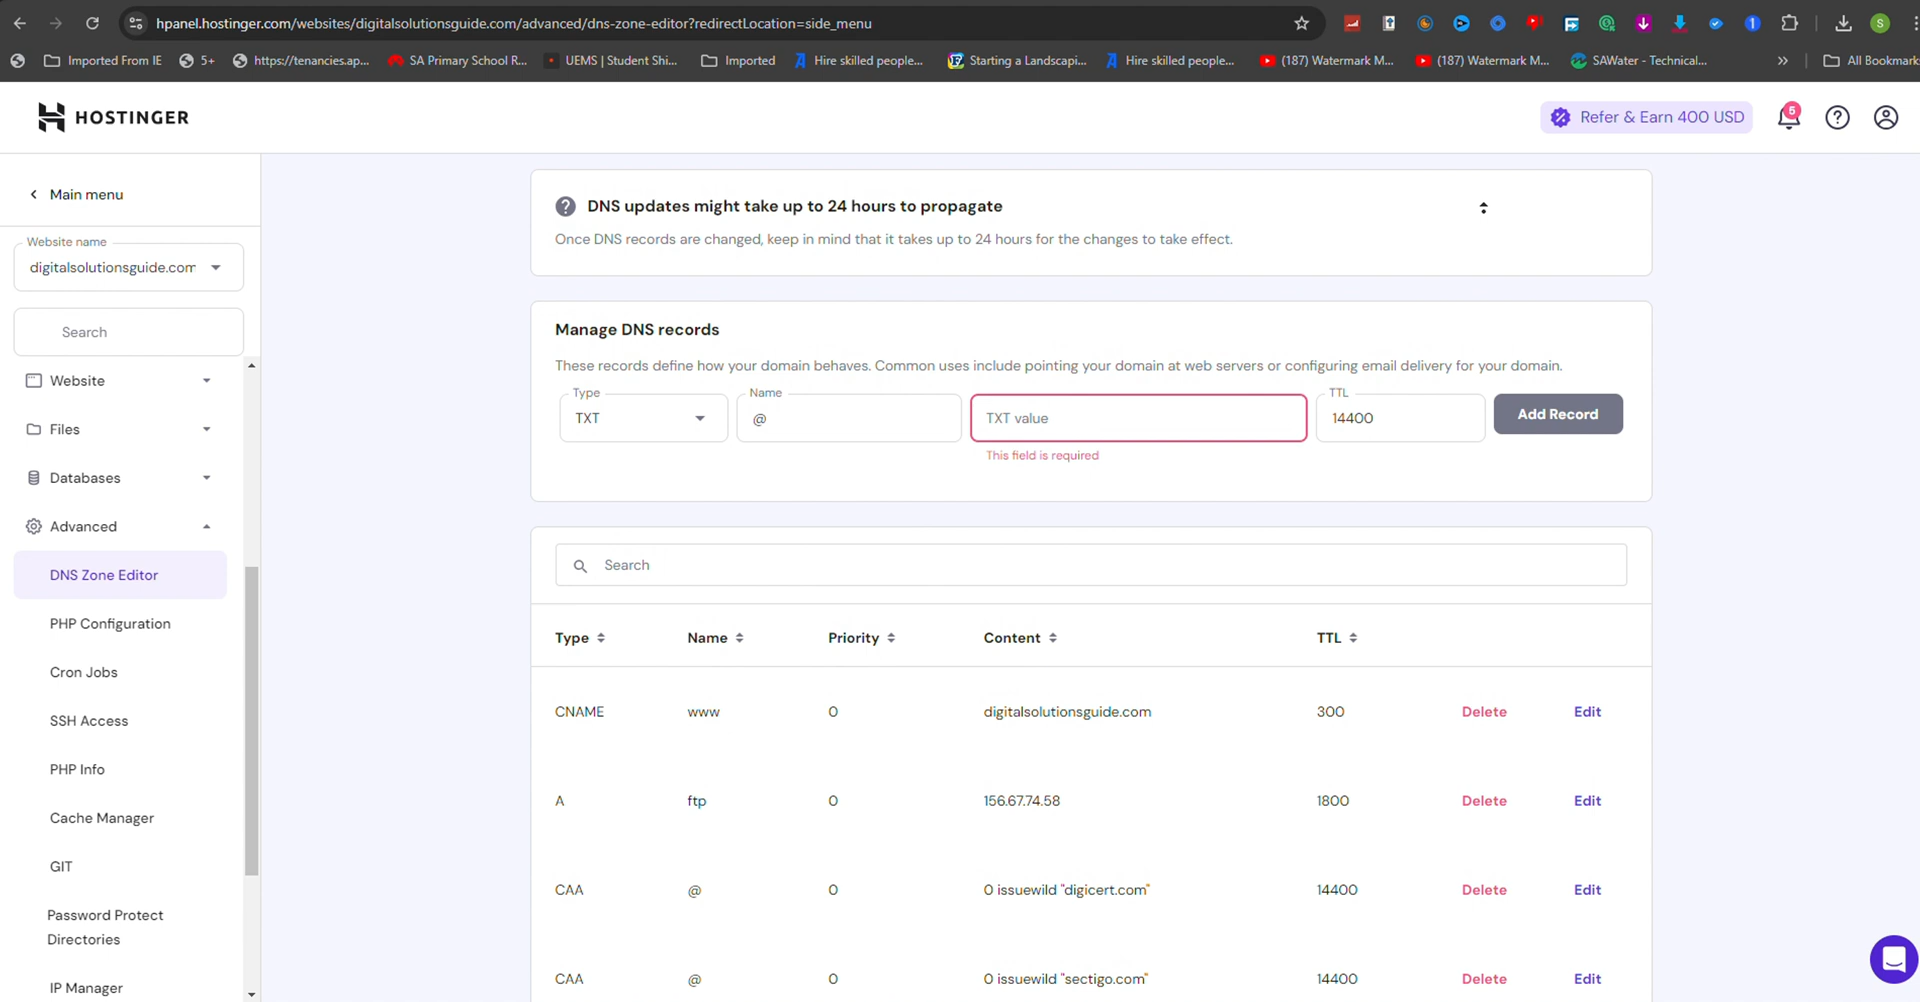 hpanel.hostinger.com/websites/digitalsolutionsguide.com/advanced/dns-zone-editor?redirectLocation=side_menu
1
S
Imported From IE
5+
https://tenancies.ap...
SA Primary School R...
UEMS | Student Shi...
Imported
Hire skilled people...
Starting a Landscapi...
Hire skilled people...
(187) Watermark M...
(187) Watermark M...
SAWater - Technical...
»
All Bookmarks
HOSTINGER
Refer & Earn 400 USD
5
Main menu
Website name
digitalsolutionsguide.com
Search
Website
Files
Databases
Advanced
DNS Zone Editor
PHP Configuration
Cron Jobs
SSH Access
PHP Info
Cache Manager
GIT
Password Protect
Directories
IP Manager
DNS updates might take up to 24 hours to propagate
Once DNS records are changed, keep in mind that it takes up to 24 hours for the changes to take effect.
Manage DNS records
These records define how your domain behaves. Common uses include pointing your domain at web servers or configuring email delivery for your domain.
Type
TXT
Name
@
TXT value
This field is required
TTL
14400
Add Record
Search
Type Name Priority Content TTL
CNAME www 0 digitalsolutionsguide.com 300 Delete Edit
A ftp 0 156.67.74.58 1800 Delete Edit
CAA @ 0 0 issuewild "digicert.com" 14400 Delete Edit
CAA @ 0 0 issuewild "sectigo.com" 14400 Delete Edit